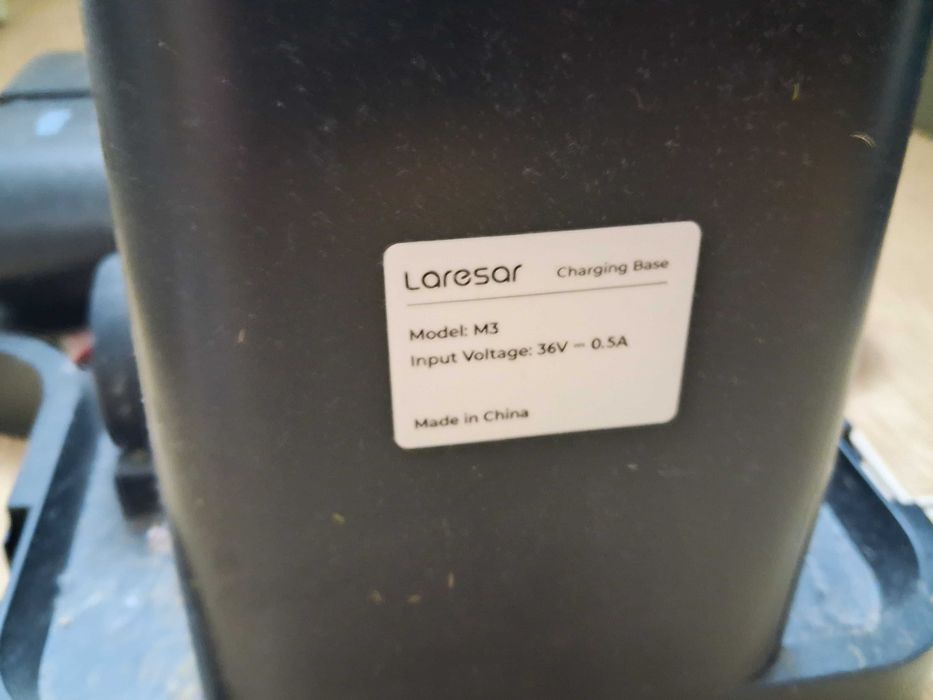 Laresar Charging Base
Model: M3
Input Voltage: 36V ⎓ 0.5A
Made in China